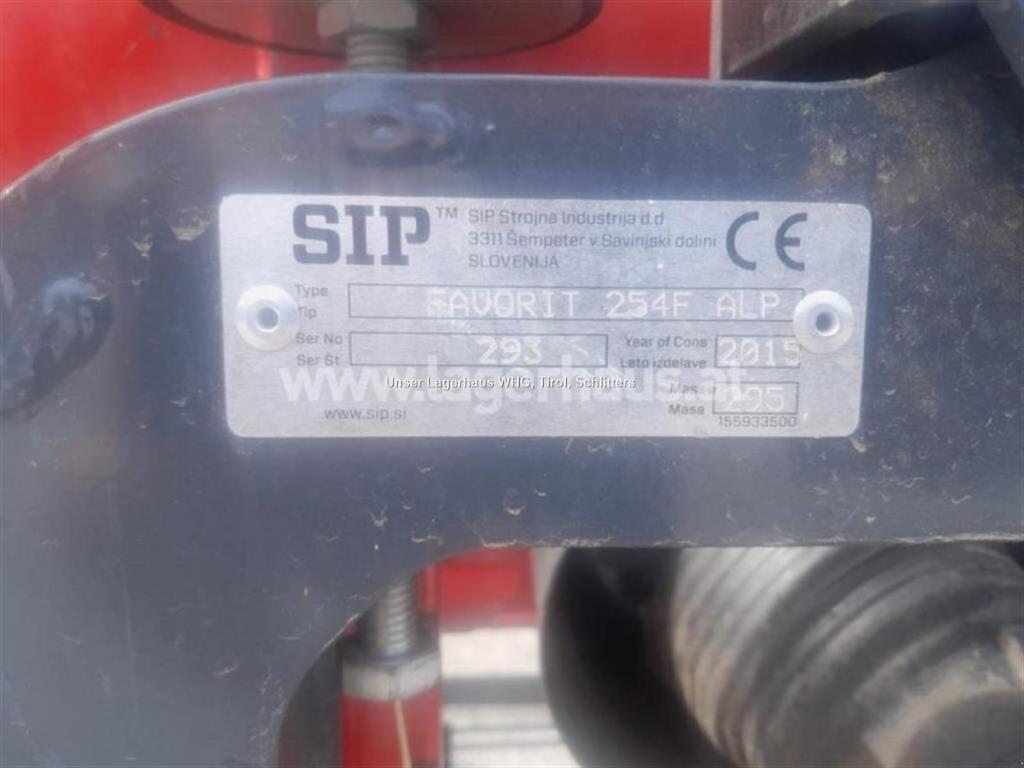 SIP™ SIP Strojna Industrija d.d
3311 Šempeter v Savinjski dolini
SLOVENIJA
CE
Type
Tip
FAVORIT 254F ALP
Ser No
Ser Št
293
Year of Cons
Leto izdelave
2015
www.lagerhaus.at
Unser Lagerhaus WHG, Tirol, Schlitters
Mass
Masa
www.sip.si
155933500